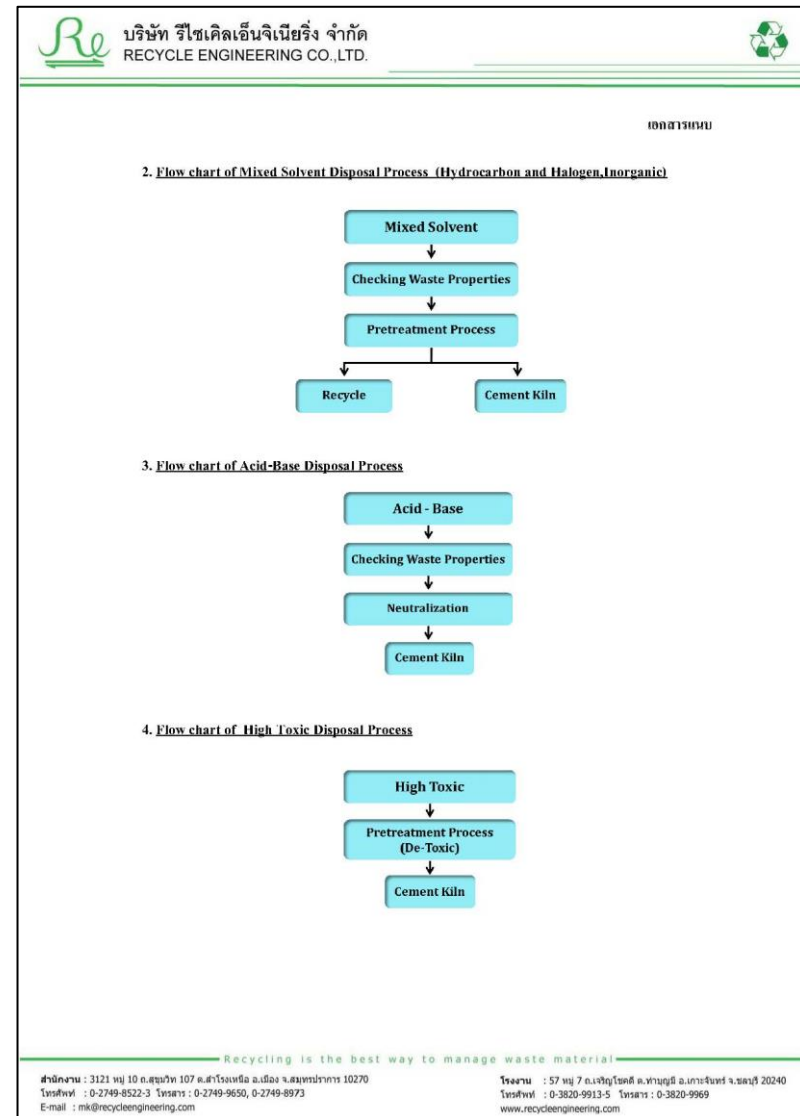 Re
บริษัท รีไซเคิลเอ็นจิเนียริ่ง จำกัด
RECYCLE ENGINEERING CO.,LTD.
เอกสารแนบ
2. Flow chart of Mixed Solvent Disposal Process (Hydrocarbon and Halogen,Inorganic)
Mixed Solvent
Checking Waste Properties
Pretreatment Process
Recycle
Cement Kiln
3. Flow chart of Acid-Base Disposal Process
Acid - Base
Checking Waste Properties
Neutralization
Cement Kiln
4. Flow chart of High Toxic Disposal Process
High Toxic
Pretreatment Process
(De-Toxic)
Cement Kiln
Recycling is the best way to manage waste material
สำนักงาน : 3121 หมู่ 10 ถ.สุขุมวิท 107 ต.สำโรงเหนือ อ.เมือง จ.สมุทรปราการ 10270
โทรศัพท์ : 0-2749-8522-3 โทรสาร : 0-2749-9650, 0-2749-8973
E-mail : mk@recycleengineering.com
โรงงาน : 57 หมู่ 7 ถ.เจริญโชคดี ต.ท่าบุญมี อ.เกาะจันทร์ จ.ชลบุรี 20240
โทรศัพท์ : 0-3820-9913-5 โทรสาร : 0-3820-9969
www.recycleengineering.com